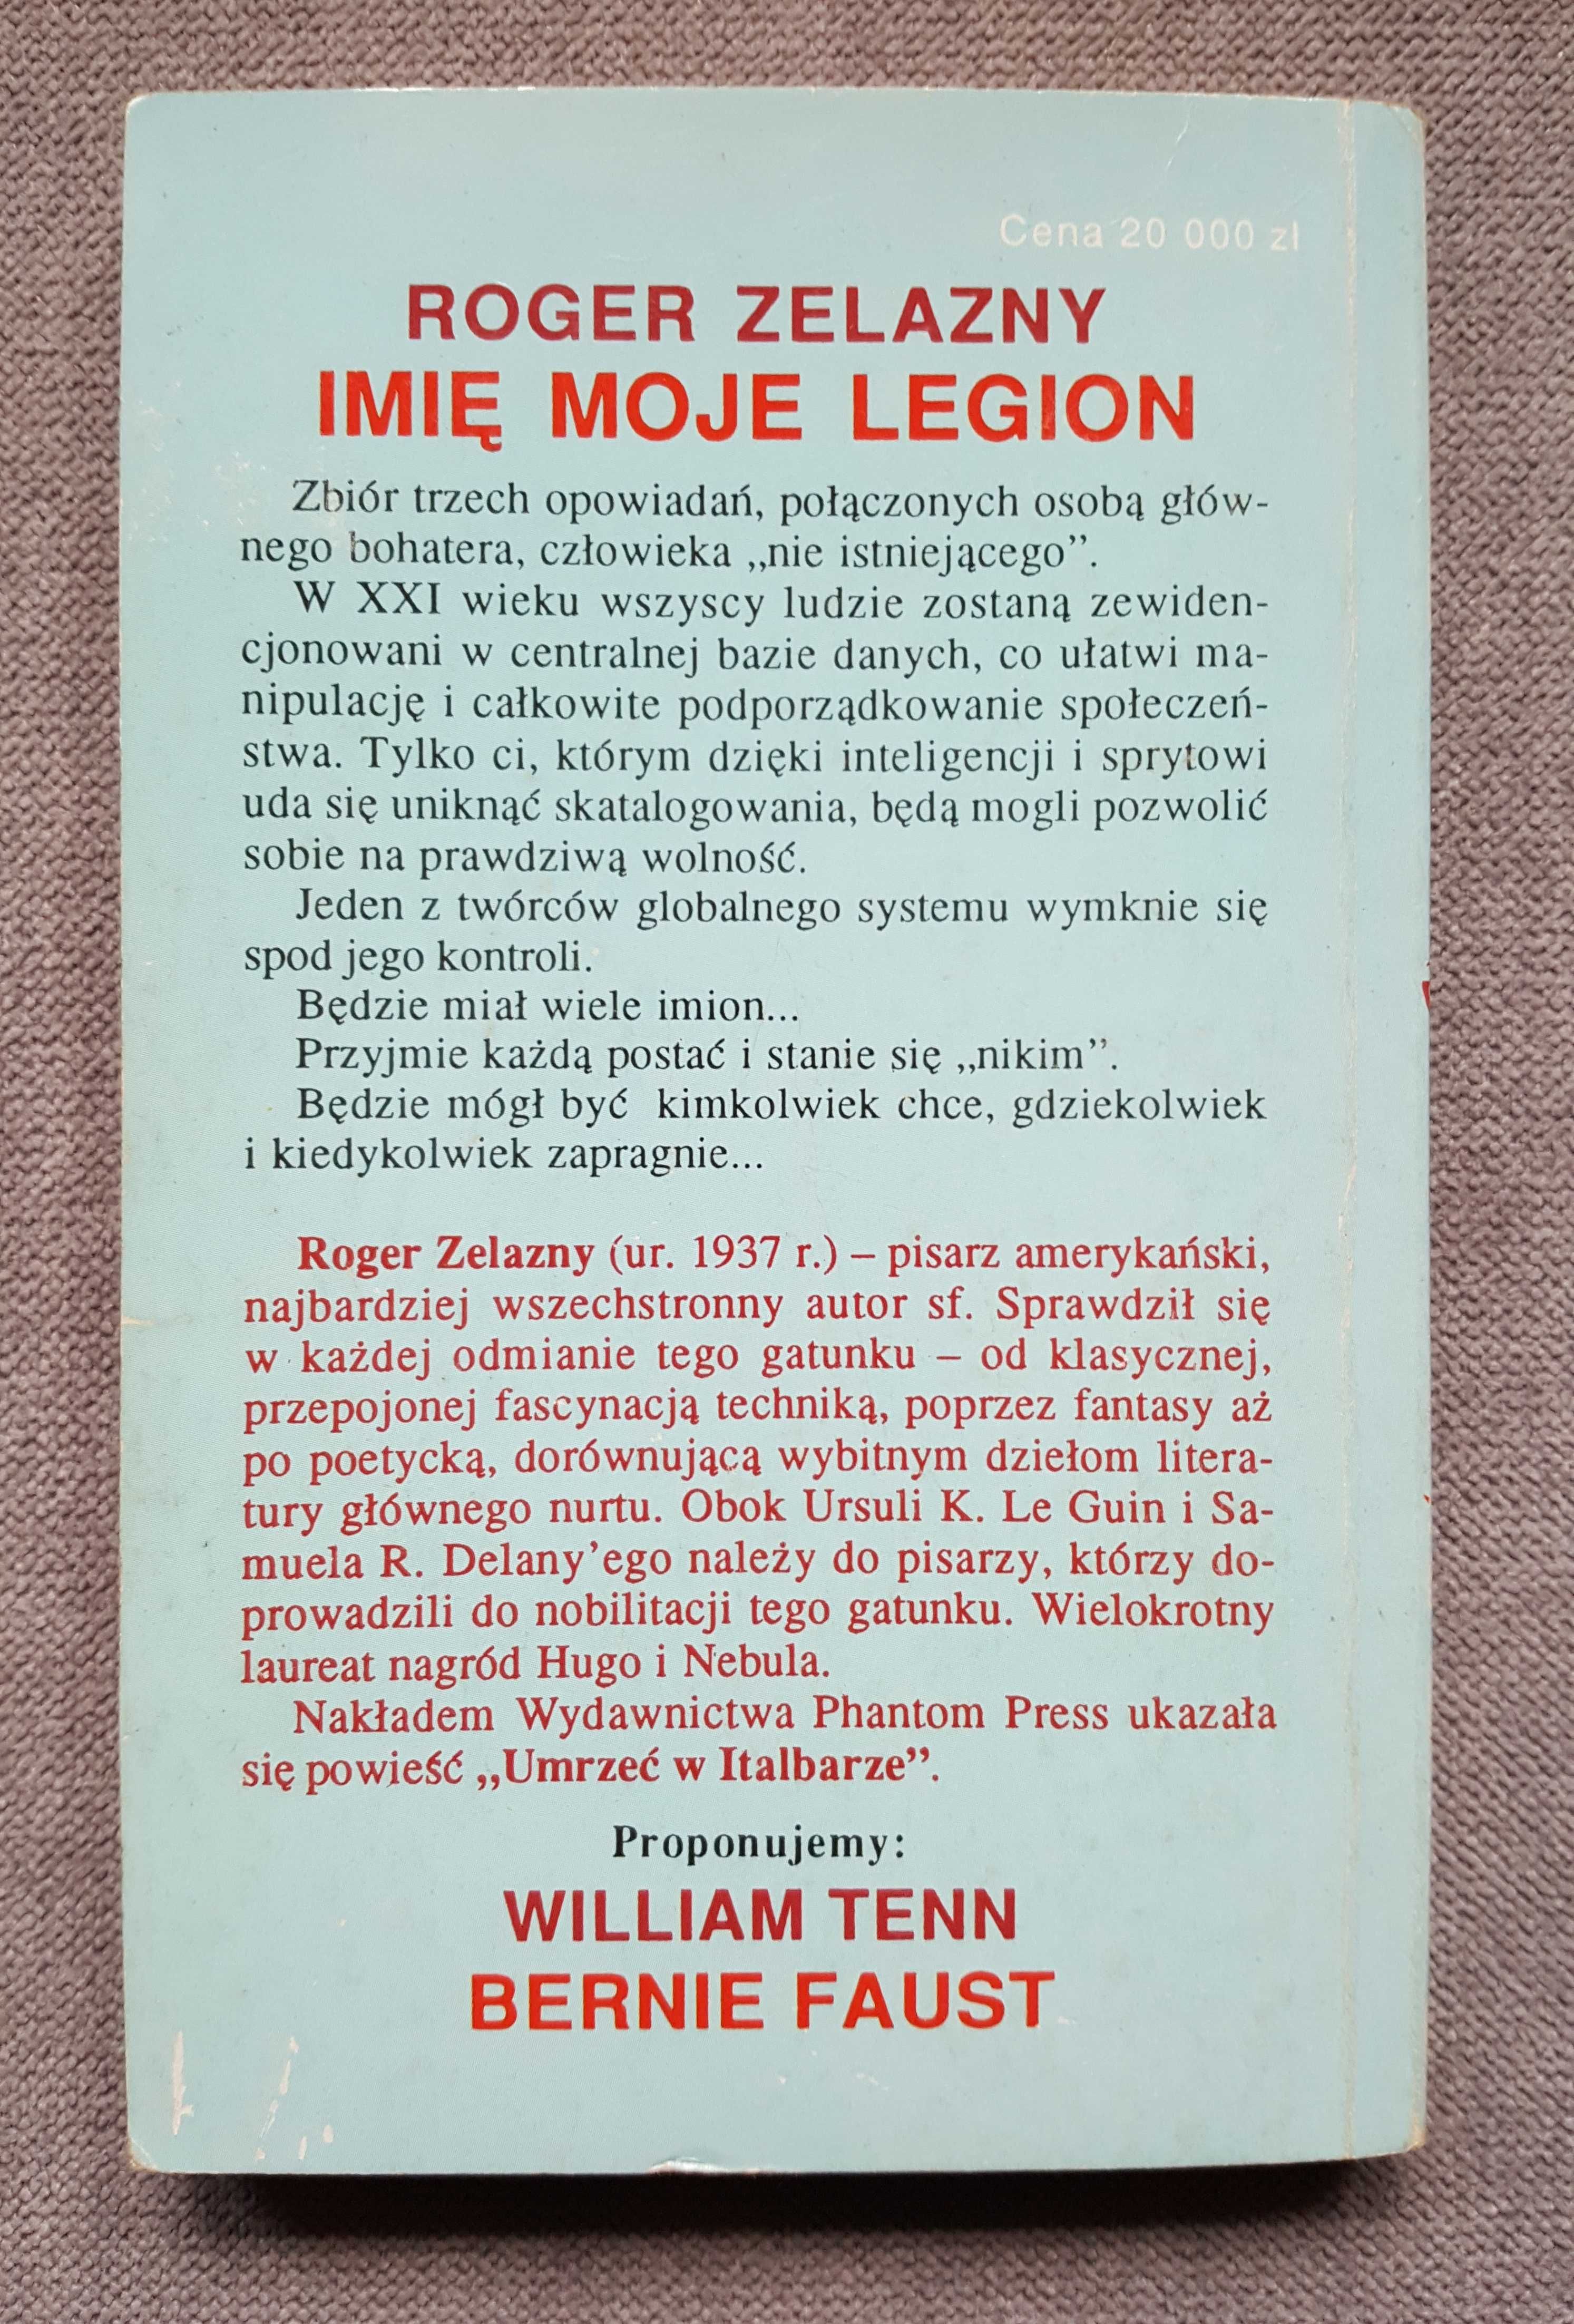 Cena 20 000 zł
ROGER ZELAZNY
IMIĘ MOJE LEGION
Zbiór trzech opowiadań, połączonych osobą głów-
nego bohatera, człowieka „nie istniejącego”.
W XXI wieku wszyscy ludzie zostaną zewiden-
cjonowani w centralnej bazie danych, co ułatwi ma-
nipulację i całkowite podporządkowanie społeczeń-
stwa. Tylko ci, którym dzięki inteligencji i sprytowi
uda się uniknąć skatalogowania, będą mogli pozwolić
sobie na prawdziwą wolność.
Jeden z twórców globalnego systemu wymknie się
spod jego kontroli.
Będzie miał wiele imion...
Przyjmie każdą postać i stanie się „nikim”.
Będzie mógł być kimkolwiek chce, gdziekolwiek
i kiedykolwiek zapragnie...
Roger Zelazny (ur. 1937 r.) – pisarz amerykański,
najbardziej wszechstronny autor sf. Sprawdził się
w każdej odmianie tego gatunku – od klasycznej,
przepojonej fascynacją techniką, poprzez fantasy aż
po poetycką, dorównującą wybitnym dziełom litera-
tury głównego nurtu. Obok Ursuli K. Le Guin i Sa-
muela R. Delany’ego należy do pisarzy, którzy do-
prowadzili do nobilitacji tego gatunku. Wielokrotny
laureat nagród Hugo i Nebula.
Nakładem Wydawnictwa Phantom Press ukazała
się powieść „Umrzeć w Italbarze”.
Proponujemy:
WILLIAM TENN
BERNIE FAUST